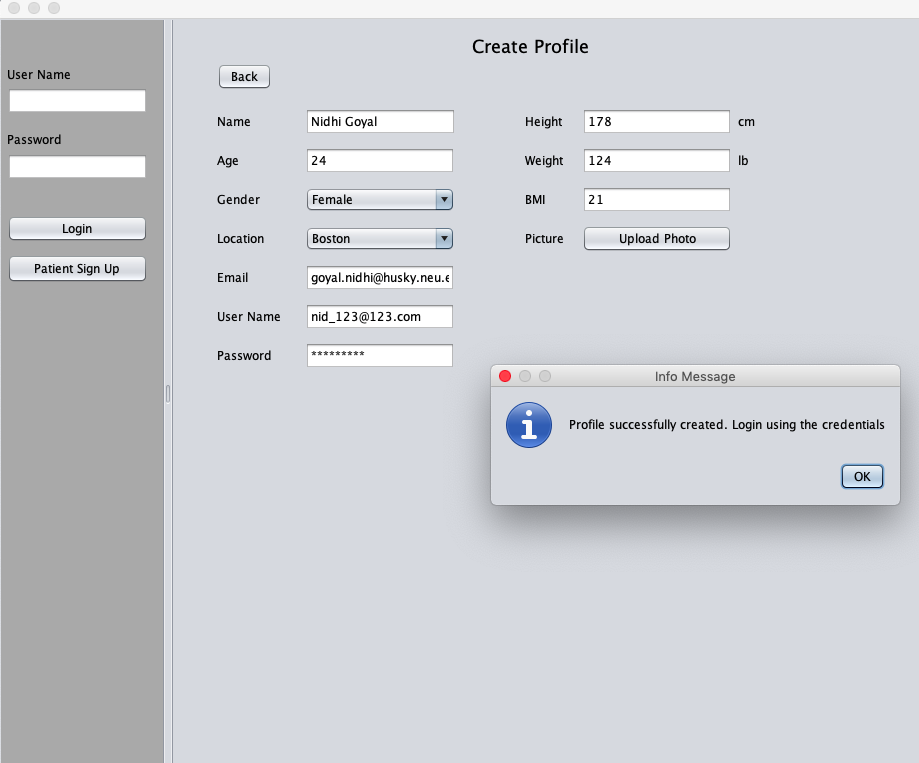 Create Profile
User Name
Password
Login
Patient Sign Up
Back
Name Nidhi Goyal
Age 24
Gender Female
Location Boston
Email goyal.nidhi@husky.neu.e
User Name nid_123@123.com
Password *********
Height 178 cm
Weight 124 lb
BMI 21
Picture Upload Photo
Info Message
Profile successfully created. Login using the credentials
OK